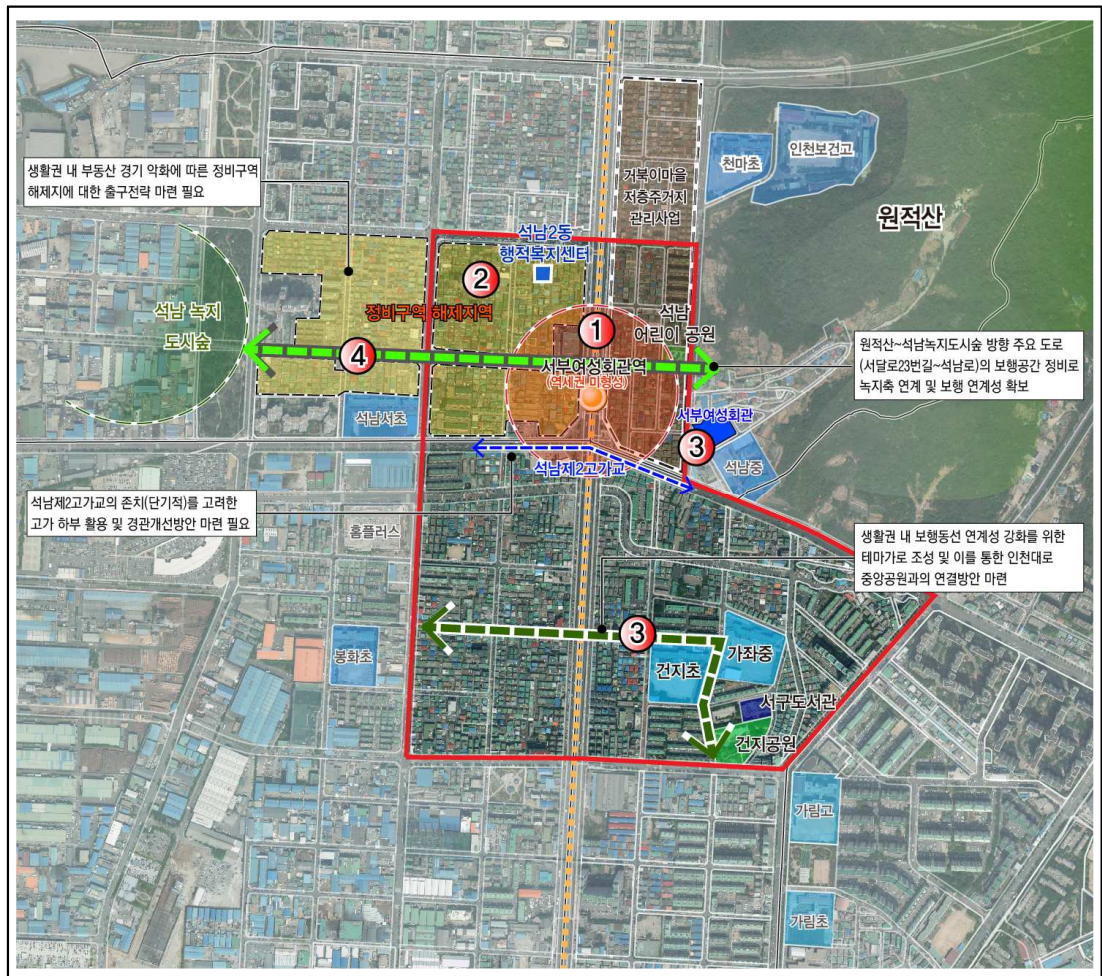 천마초
인천보건고
거북이마을
저층주거지
관리사업
원적산
생활권 내 부동산 경기 악화에 따른 정비구역
해제지에 대한 출구전략 마련 필요
석남2동
행적복지센터
②
석남 녹지
도시숲
정비구역 해제지역
①
석남
어린이 공원
④
서부여성회관역
(역세권 미형성)
원적산~석남녹지도시숲 방향 주요 도로
(서달로23번길~석남로)의 보행공간 정비로
녹지축 연계 및 보행 연계성 확보
석남서초
서부여성회관
③
석남중
석남제2고가교
석남제2고가교의 존치(단기적)를 고려한
고가 하부 활용 및 경관개선방안 마련 필요
홈플러스
생활권 내 보행동선 연계성 강화를 위한
테마가로 조성 및 이를 통한 인천대로
중앙공원과의 연결방안 마련
③
봉화초
건지초
가좌중
서구도서관
건지공원
가림고
가림초